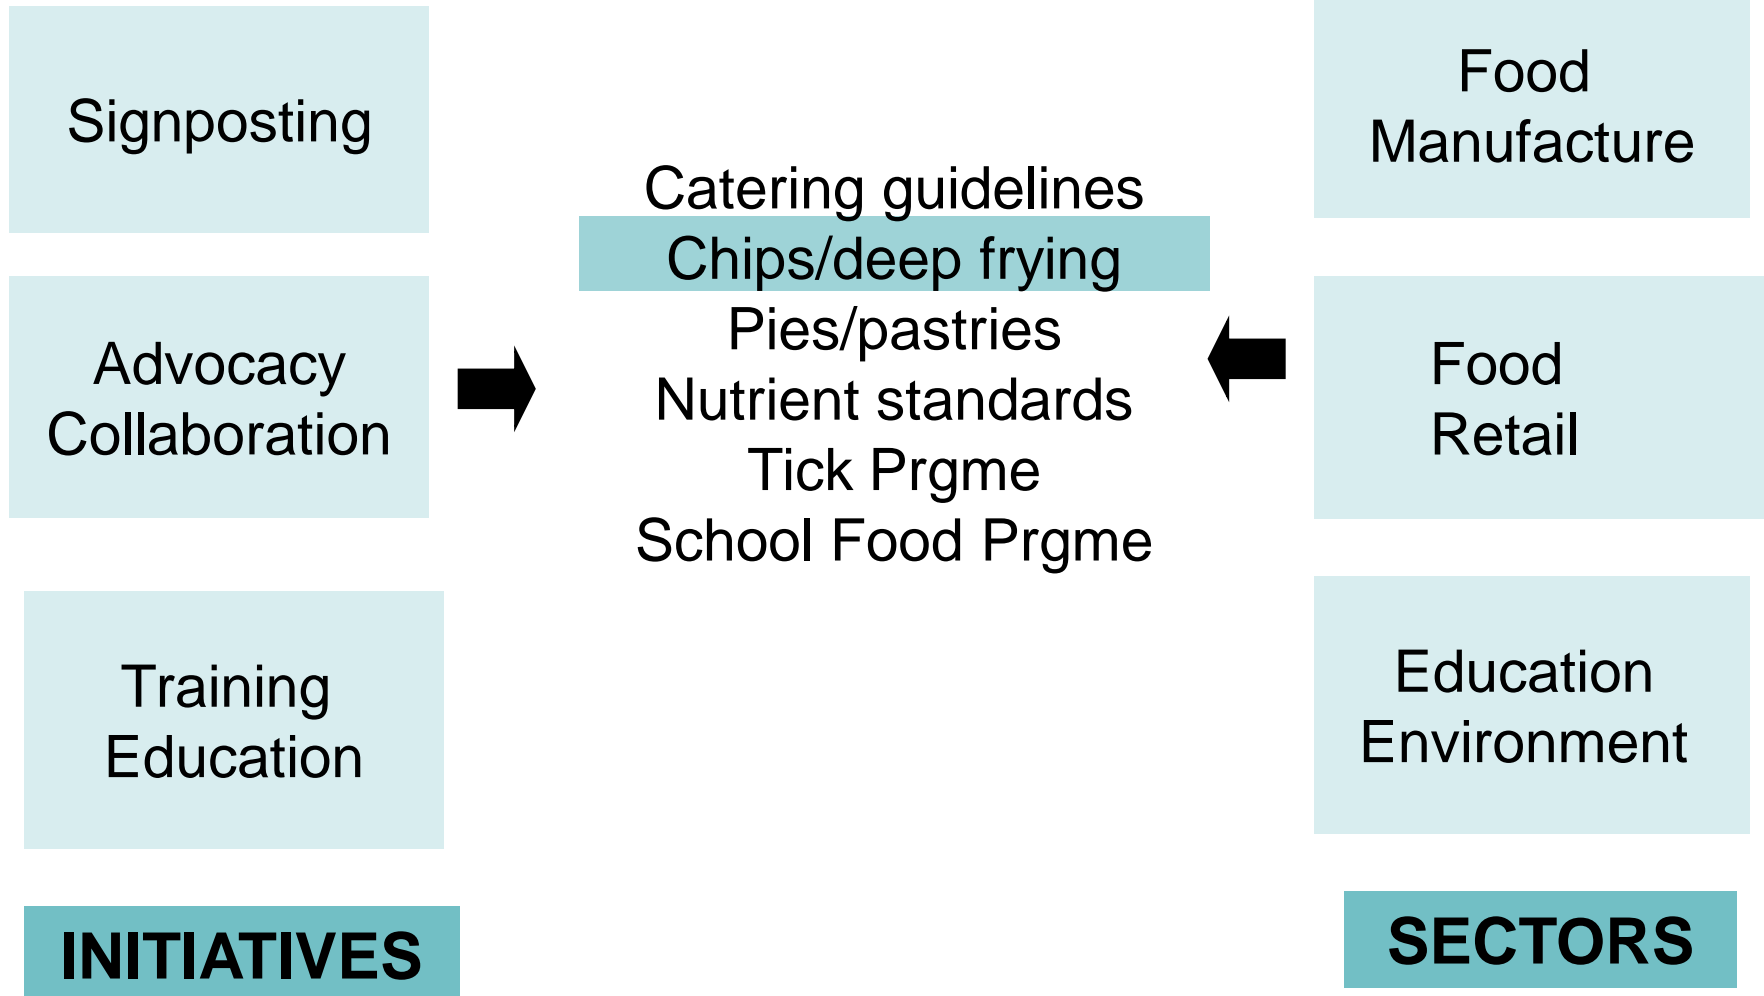 Signposting
Advocacy
Collaboration
Training
Education
INITIATIVES
Catering guidelines
Chips/deep frying
Pies/pastries
Nutrient standards
Tick Prgme
School Food Prgme
Food
Manufacture
Food
Retail
Education
Environment
SECTORS